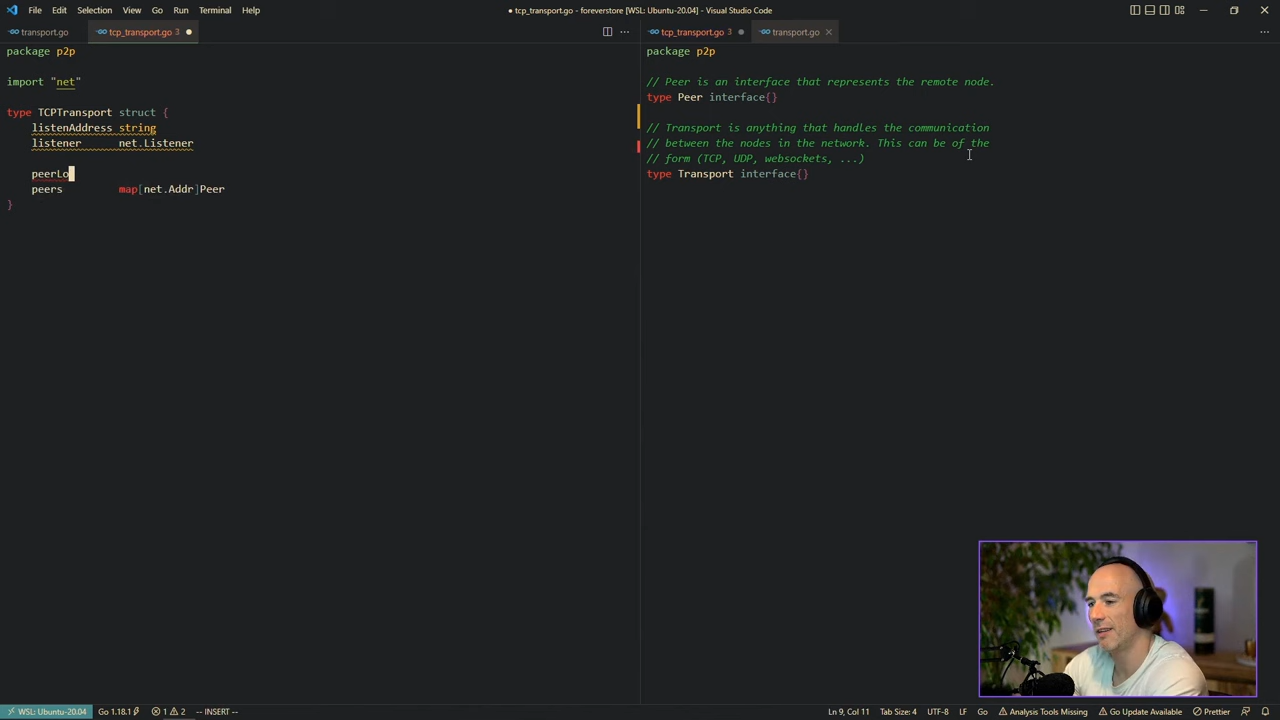 File Edit Selection View Go Run Terminal Help
● tcp_transport.go - foreverstore [WSL: Ubuntu-20.04] - Visual Studio Code
transport.go
tcp_transport.go 3 ●
package p2p
import "net"
type TCPTransport struct {
listenAddress string
listener net.Listener
peerLo
peers map[net.Addr]Peer
}
tcp_transport.go 3 ●
transport.go
package p2p
// Peer is an interface that represents the remote node.
type Peer interface{}
// Transport is anything that handles the communication
// between the nodes in the network. This can be of the
// form (TCP, UDP, websockets, ...)
type Transport interface{}
WSL: Ubuntu-20.04 Go 1.18.1 1 2 -- INSERT --
Ln 9, Col 11 Tab Size: 4 UTF-8 LF Go Analysis Tools Missing Go Update Available Prettier